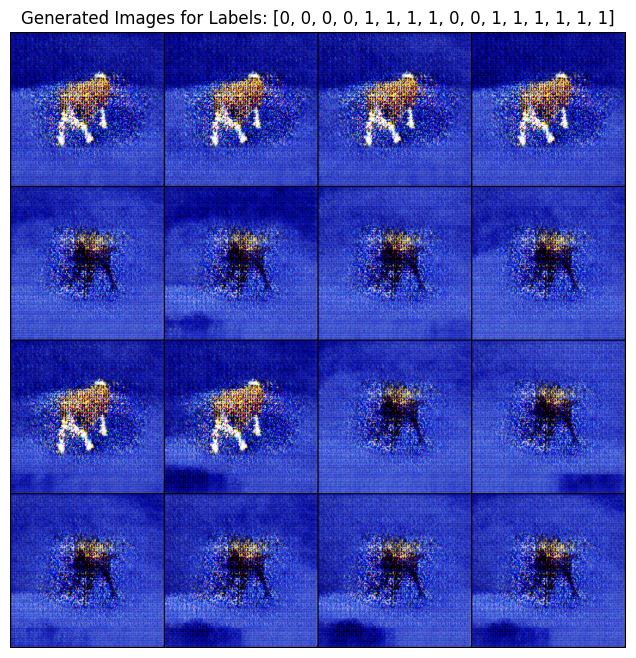 Generated Images for Labels: [0, 0, 0, 0, 1, 1, 1, 1, 0, 0, 1, 1, 1, 1, 1, 1]